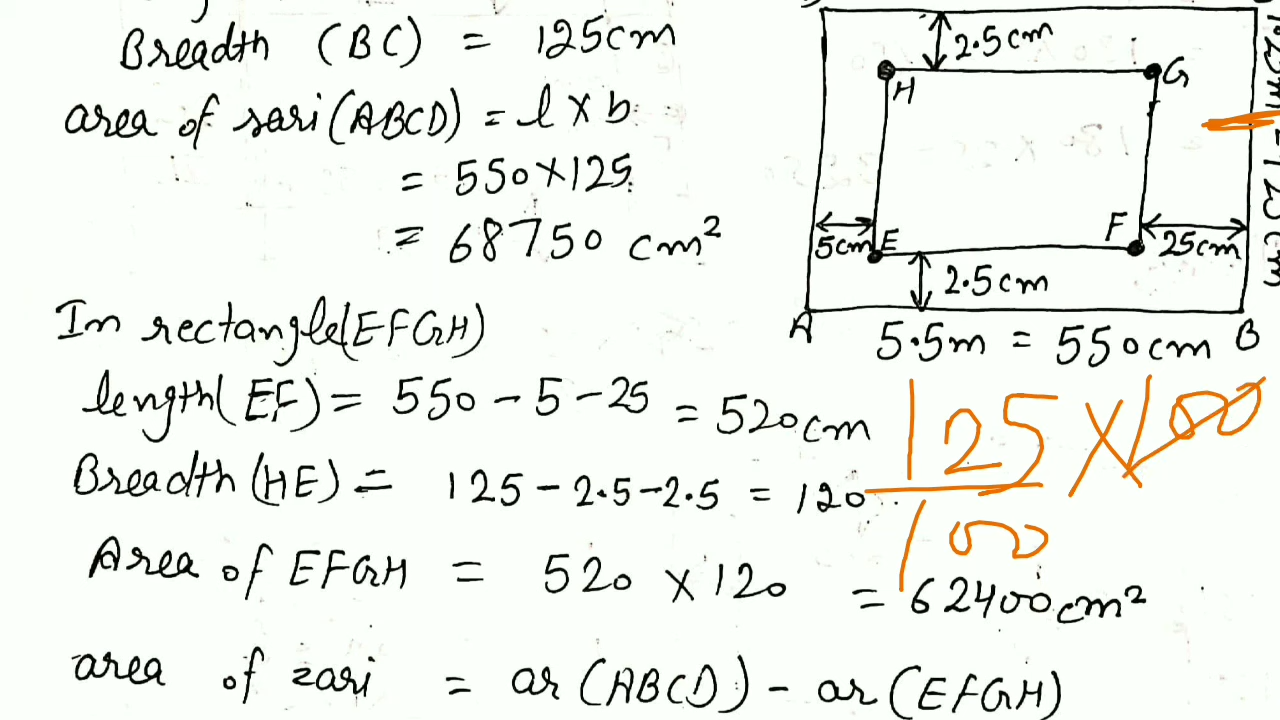 Breadth (BC) = 125cm
area of sari (ABCD) = l × b
= 550×125
= 68750 cm²
In rectangle(EFGH)
length(EF) = 550 - 5 - 25 = 520cm
Breadth (HE) = 125 - 2.5 - 2.5 = 120
Area of EFGH = 520 × 120 = 62400cm²
area of zari = ar (ABCD) - ar (EFGH)
2.5cm
H
G
5cm
E
F
25cm
2.5cm
A
B
5.5m = 550cm
= 125cm
125 × 100
100